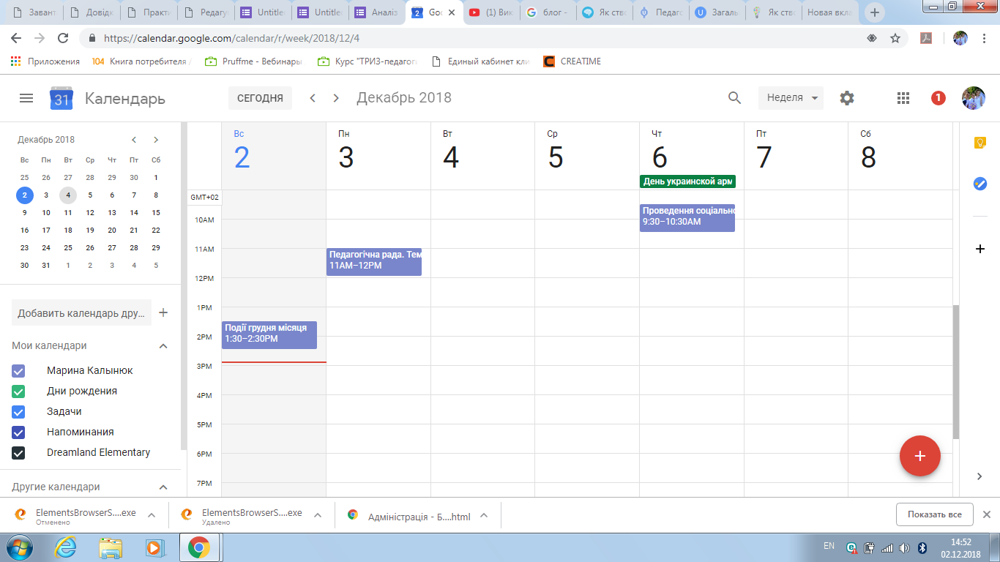 Завант
Довідк
Практи
Редагу
Untitle
Untitle
Аналіз
Goo
(1) Вик
блог -
Як ство
Педаго
Загаль
Як ство
Новая вкла
https://calendar.google.com/calendar/r/week/2018/12/4
Приложения
104 Книга потребителя /
Pruffme - Вебинары
Курс "ТРИЗ-педагог
Единый кабинет кли
CREATIME
31 Календарь
СЕГОДНЯ
Декабрь 2018
Неделя
1
Декабрь 2018
Вс Пн Вт Ср Чт Пт Сб
25 26 27 28 29 30 1
2 3 4 5 6 7 8
9 10 11 12 13 14 15
16 17 18 19 20 21 22
23 24 25 26 27 28 29
30 31 1 2 3 4 5
Добавить календарь дру...
Мои календари
Марина Калынюк
Дни рождения
Задачи
Напоминания
Dreamland Elementary
Другие календари
Вс Пн Вт Ср Чт Пт Сб
2 3 4 5 6 7 8
День украинской арм
GMT+02
Проведення соціально
9:30–10:30AM
10AM
11AM
Педагогічна рада. Тем
11AM–12PM
12PM
1PM
Події грудня місяця
1:30–2:30PM
2PM
3PM
4PM
5PM
6PM
7PM
ElementsBrowserS....exe
Отменено
ElementsBrowserS....exe
Удалено
Адміністрація - Б....html
Показать все
EN
14:52
02.12.2018